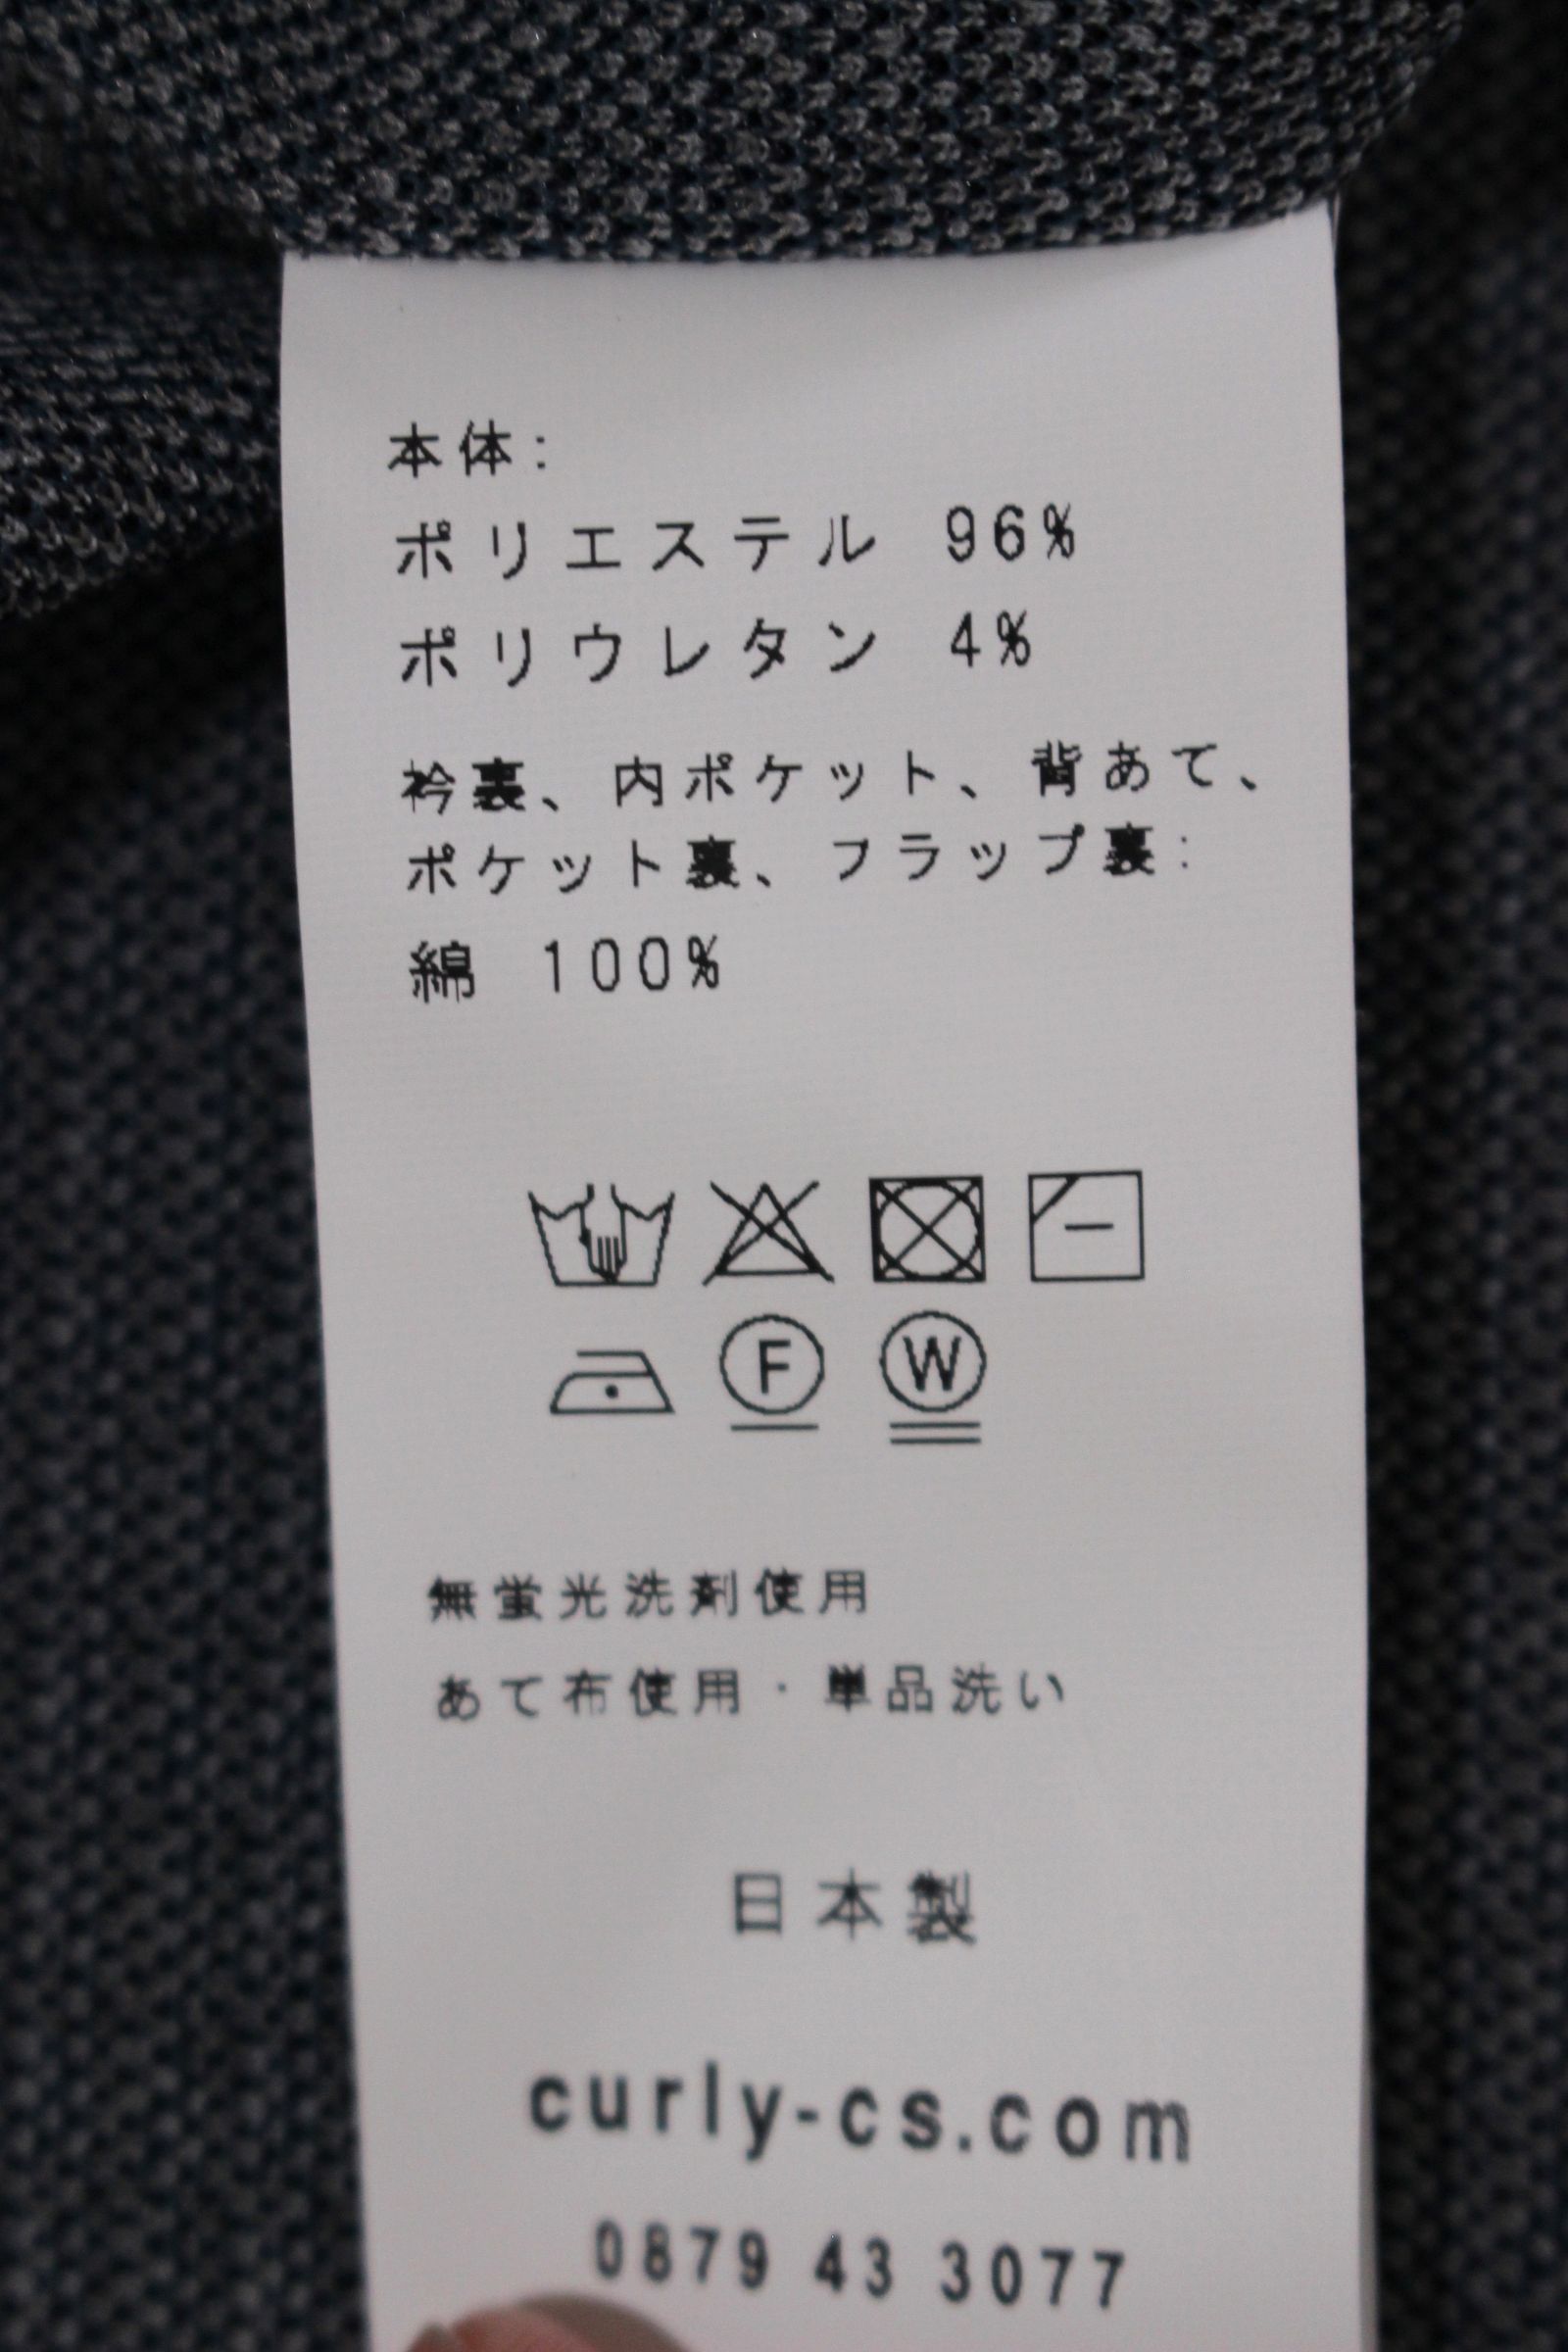 本体:
ポリエステル 96%
ポリウレタン 4%
衿裏、内ポケット、背あて、
ポケット裏、フラップ裏:
綿 100%
F W
無蛍光洗剤使用
あて布使用・単品洗い
日本製
curly-cs.com
0879 43 3077